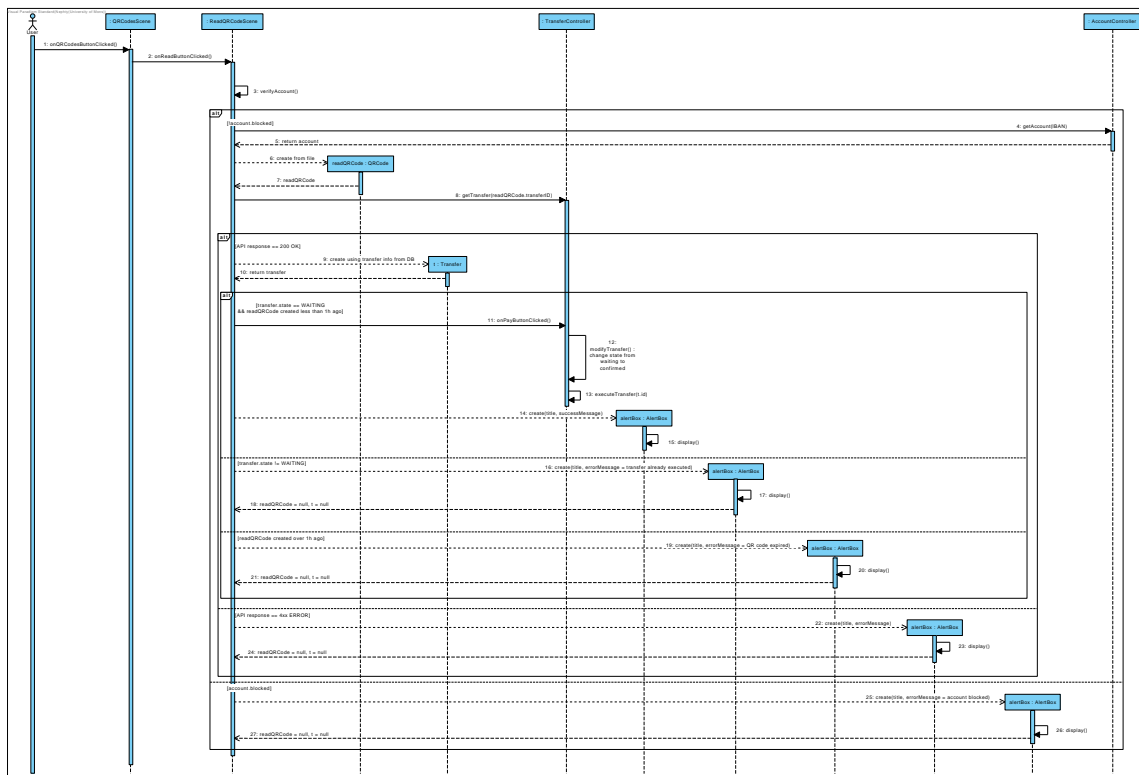 : QRCodesScene
: ReadQRCodeScene
: TransferController
: AccountController
User
1: onQRCodesButtonClicked()
2: onReadButtonClicked()
3: verifyAccount()
alt
[!account.blocked]
4: getAccount(IBAN)
5: return account
6: create from file
readQRCode : QRCode
7: readQRCode
8: getTransfer(readQRCode.transferID)
alt
[API response == 200 OK]
9: create using transfer info from DB
t : Transfer
10: return transfer
alt
[transfer.state == WAITING
&& readQRCode created less than 1h ago]
11: onPayButtonClicked()
12:
modifyTransfer() :
change state from
waiting to
confirmed
13: executeTransfer(t.id)
14: create(title, successMessage)
alertBox : AlertBox
15: display()
[transfer.state != WAITING]
16: create(title, errorMessage = transfer already executed)
alertBox : AlertBox
17: display()
18: readQRCode = null, t = null
[readQRCode created over 1h ago]
19: create(title, errorMessage = QR code expired)
alertBox : AlertBox
20: display()
21: readQRCode = null, t = null
[API response == 4xx ERROR]
22: create(title, errorMessage)
alertBox : AlertBox
23: display()
24: readQRCode = null, t = null
[account.blocked]
25: create(title, errorMessage = account blocked)
alertBox : AlertBox
26: display()
27: readQRCode = null, t = null